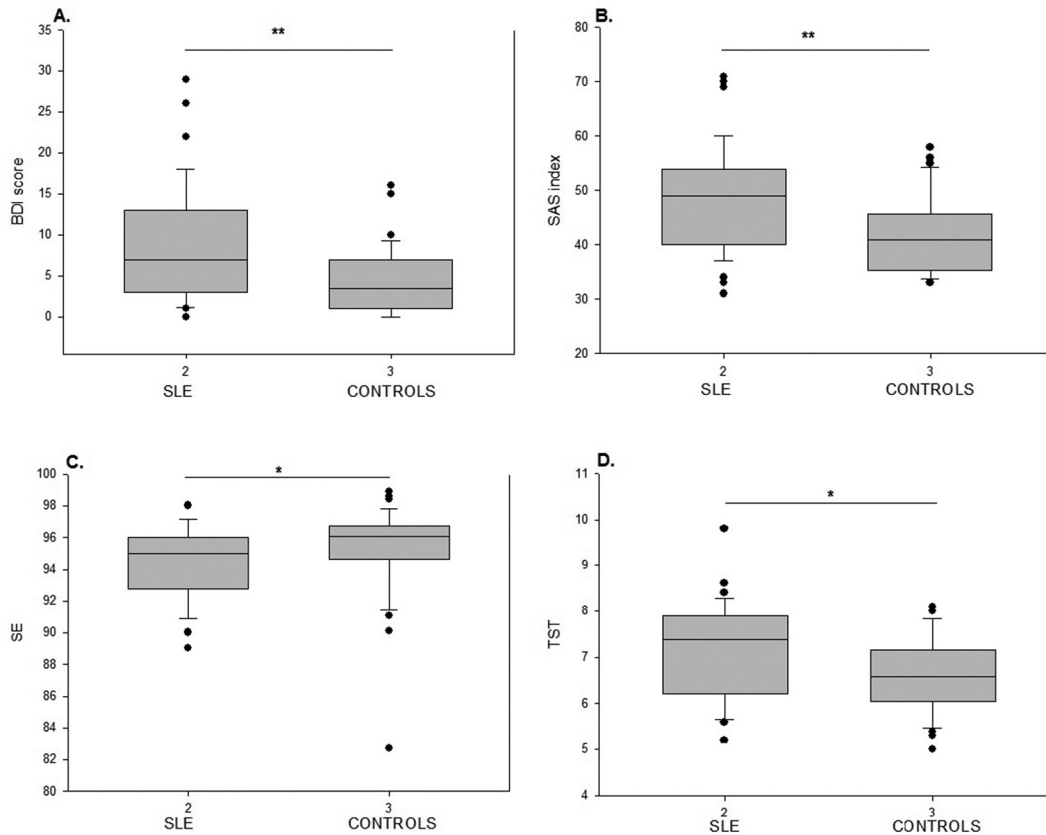 A.
**
35
30
25
20
15
10
5
0
BDI score
2
3
SLE
CONTROLS
B.
**
80
70
60
50
40
30
20
SAS index
2
3
SLE
CONTROLS
C.
*
100
98
96
94
92
90
88
86
84
82
80
SE
2
3
SLE
CONTROLS
D.
*
11
10
9
8
7
6
5
4
TST
2
3
SLE
CONTROLS